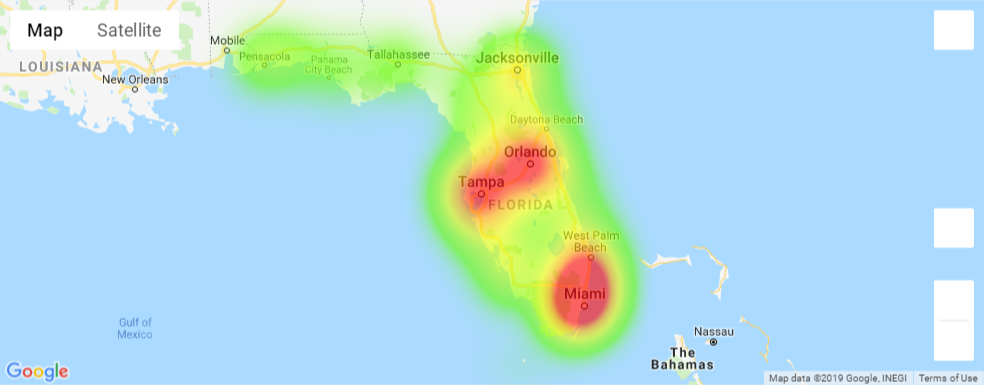 Map Satellite
Mobile
Pensacola
Panama
City Beach
Tallahassee
Jacksonville
LOUISIANA
New Orleans
Daytona Beach
Orlando
Tampa
FLORIDA
West Palm
Beach
Miami
Gulf of
Mexico
Nassau
The
Bahamas
Google
Map data ©2019 Google, INEGI Terms of Use